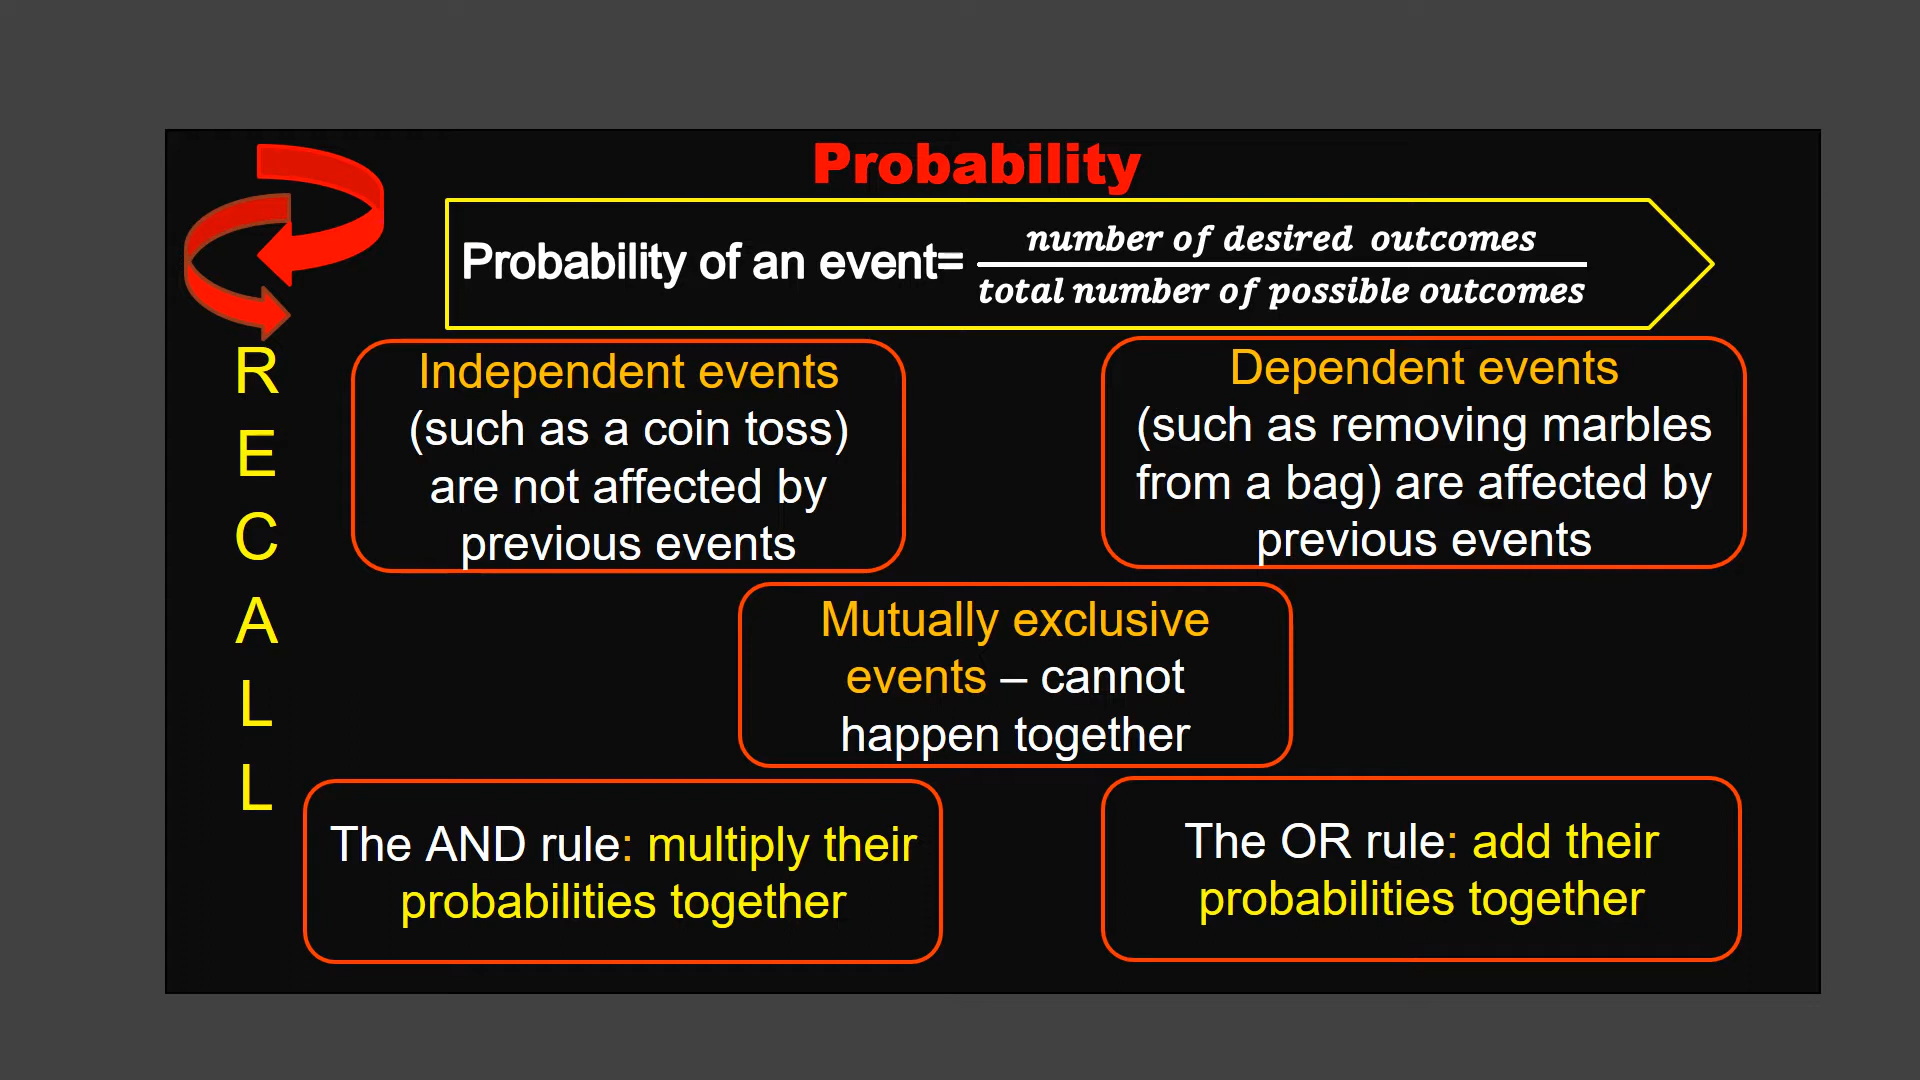 Probability
Probability of an event= number of desired outcomes
total number of possible outcomes
R
E
C
A
L
L
Independent events
(such as a coin toss)
are not affected by
previous events
Dependent events
(such as removing marbles
from a bag) are affected by
previous events
Mutually exclusive
events – cannot
happen together
The AND rule: multiply their
probabilities together
The OR rule: add their
probabilities together